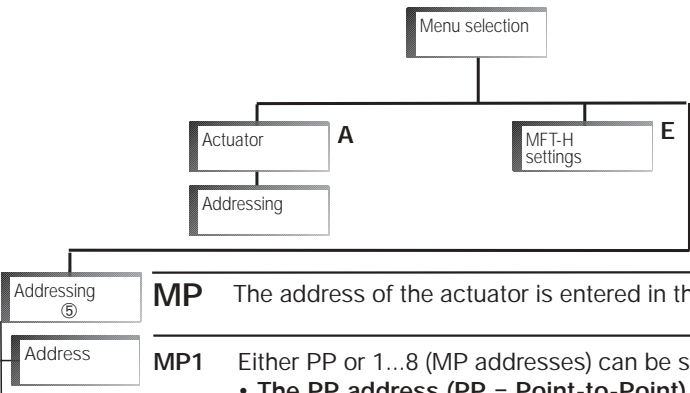 Menu selection
Actuator
A
MFT-H
settings
E
Addressing
Addressing
⑤
MP The address of the actuator is entered in th
Address
MP1 Either PP or 1...8 (MP addresses) can be s
• The PP address (PP = Point-to-Point)